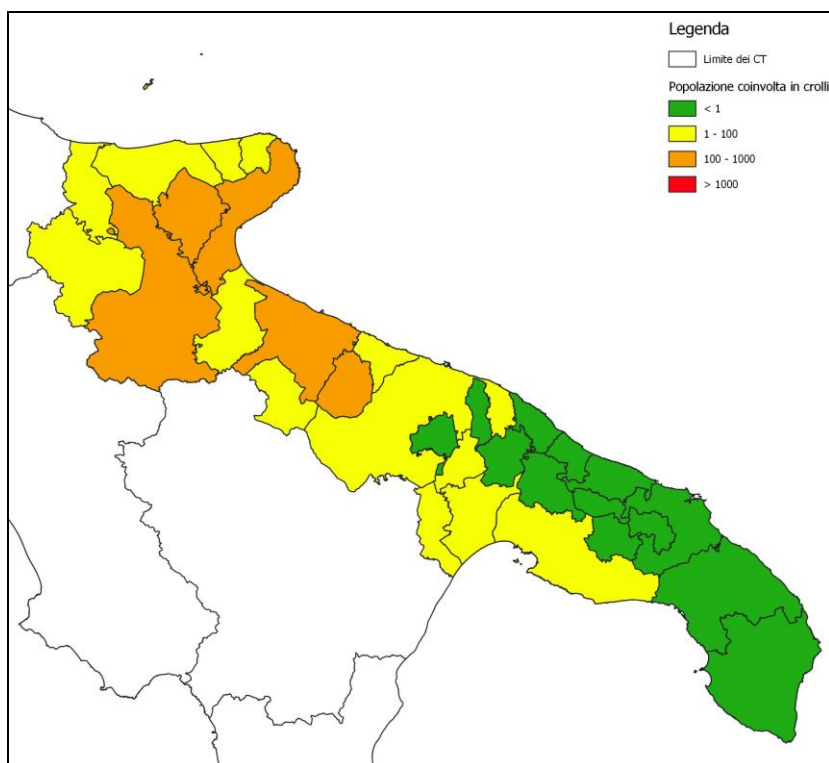 Legenda
Limite dei CT
Popolazione coinvolta in crolli
< 1
1 - 100
100 - 1000
> 1000